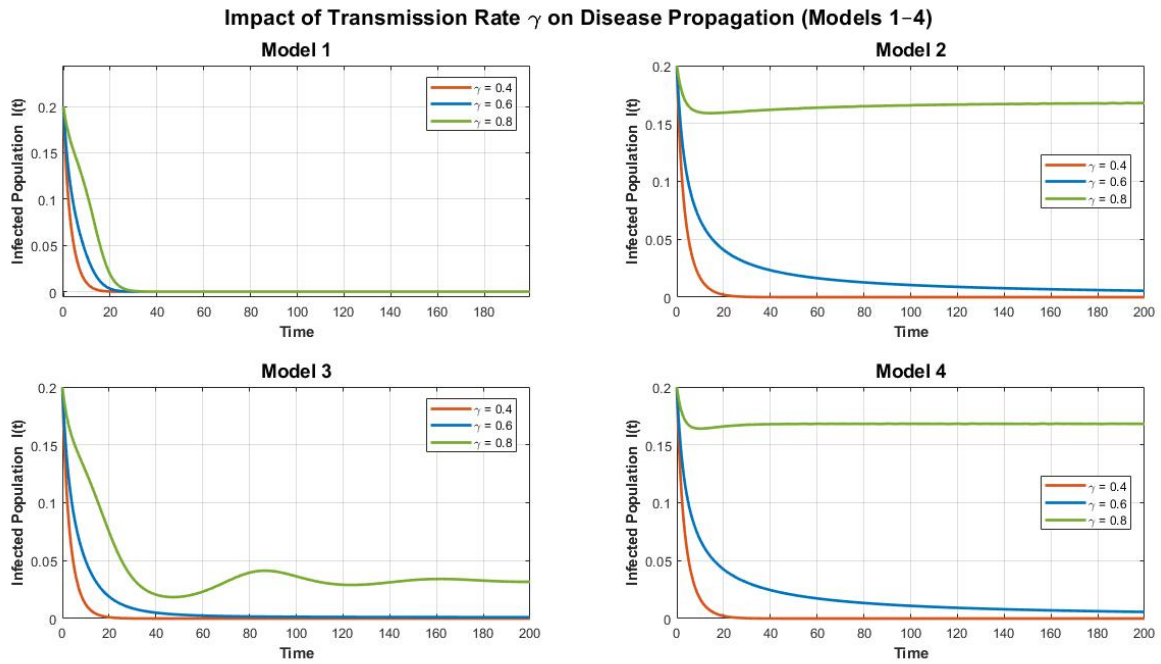 Impact of Transmission Rate γ on Disease Propagation (Models 1–4)
Model 1
Infected Population I(t)
0.2
0.15
0.1
0.05
0
0 20 40 60 80 100 120 140 160 180
Time
γ = 0.4
γ = 0.6
γ = 0.8
Model 2
Infected Population I(t)
0.2
0.15
0.1
0.05
0
0 20 40 60 80 100 120 140 160 180 200
Time
γ = 0.4
γ = 0.6
γ = 0.8
Model 3
Infected Population I(t)
0.2
0.15
0.1
0.05
0
0 20 40 60 80 100 120 140 160 180 200
Time
γ = 0.4
γ = 0.6
γ = 0.8
Model 4
Infected Population I(t)
0.2
0.15
0.1
0.05
0
0 20 40 60 80 100 120 140 160 180 200
Time
γ = 0.4
γ = 0.6
γ = 0.8